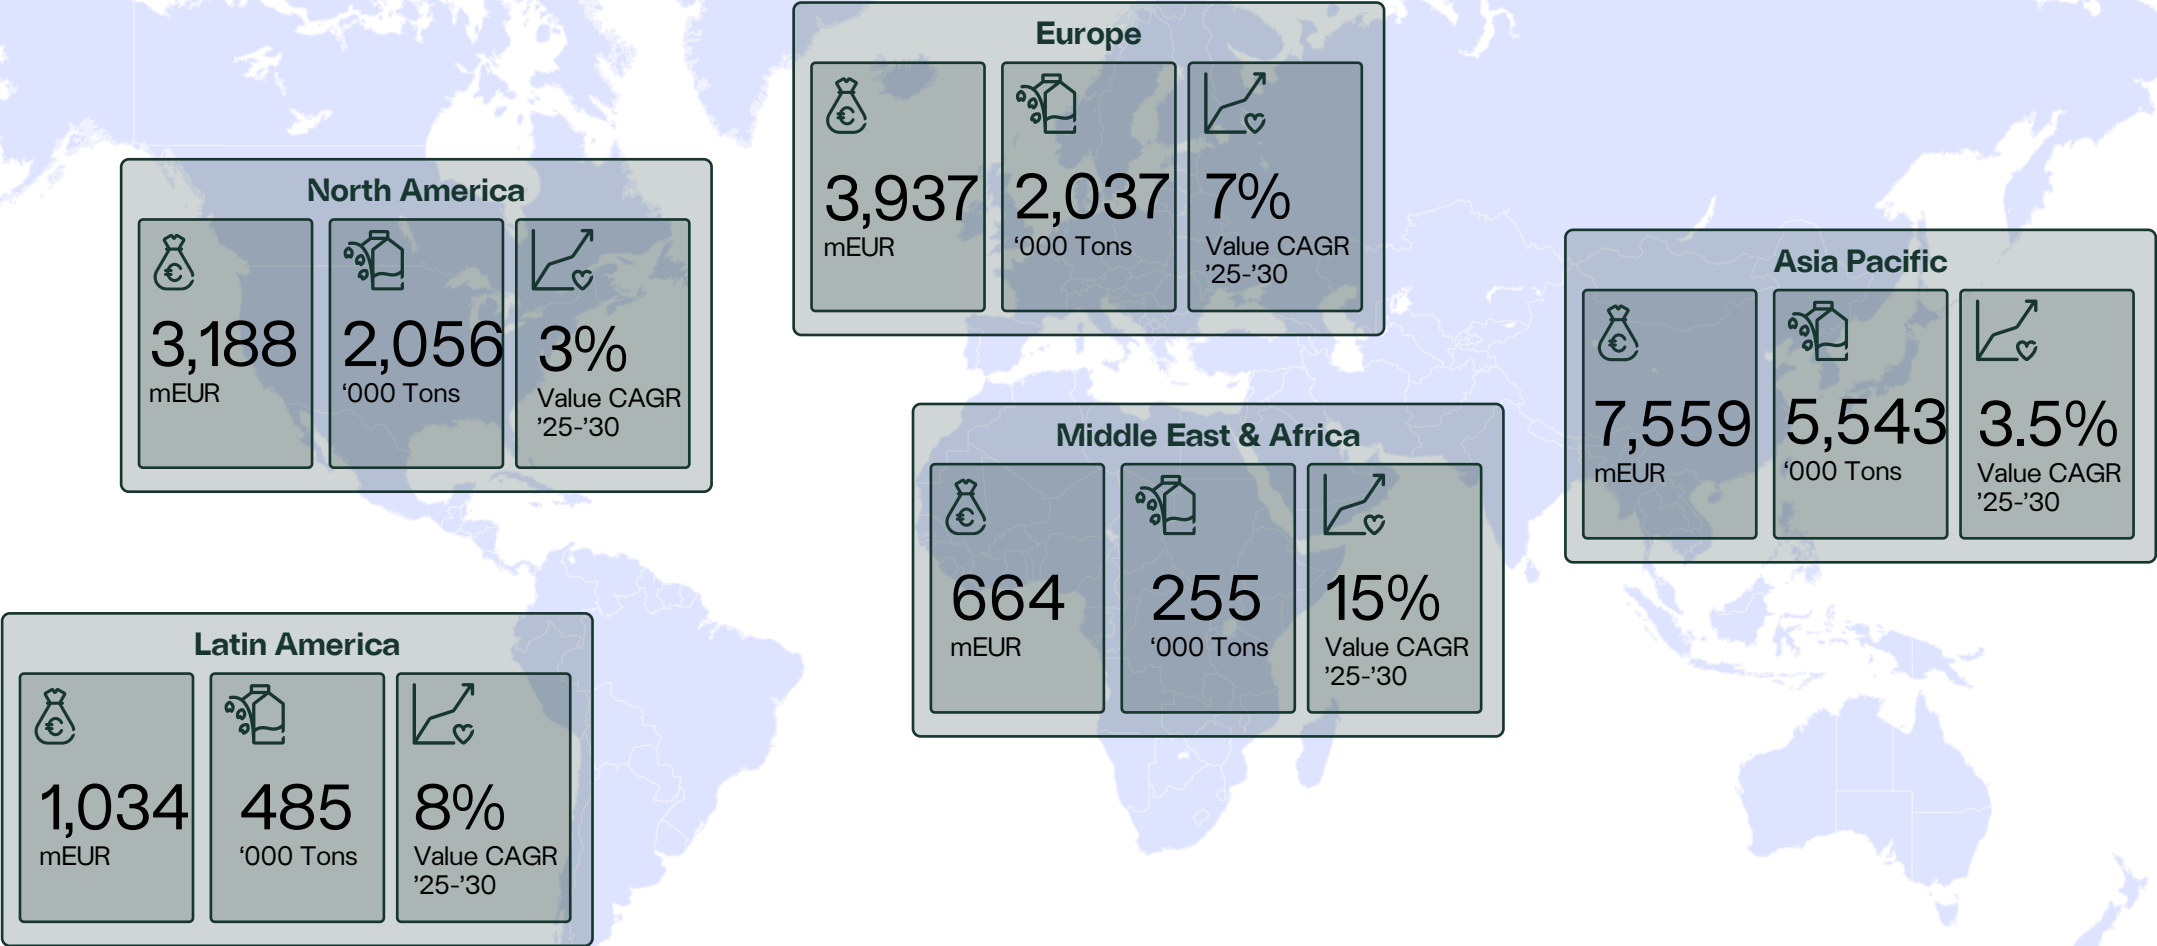 Europe
€
3,937
mEUR
2,037
‘000 Tons
7%
Value CAGR
’25-’30
North America
€
3,188
mEUR
2,056
‘000 Tons
3%
Value CAGR
’25-’30
Asia Pacific
€
7,559
mEUR
5,543
‘000 Tons
3.5%
Value CAGR
’25-’30
Middle East & Africa
€
664
mEUR
255
‘000 Tons
15%
Value CAGR
’25-’30
Latin America
€
1,034
mEUR
485
‘000 Tons
8%
Value CAGR
’25-’30